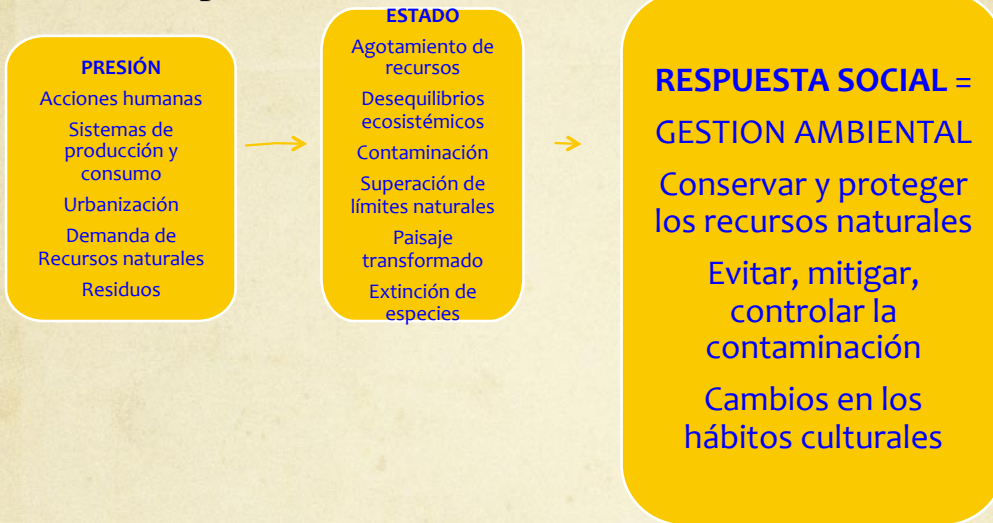 PRESIÓN
Acciones humanas
Sistemas de
producción y
consumo
Urbanización
Demanda de
Recursos naturales
Residuos
ESTADO
Agotamiento de
recursos
Desequilibrios
ecosistémicos
Contaminación
Superación de
límites naturales
Paisaje
transformado
Extinción de
especies
RESPUESTA SOCIAL =
GESTION AMBIENTAL
Conservar y proteger
los recursos naturales
Evitar, mitigar,
controlar la
contaminación
Cambios en los
hábitos culturales